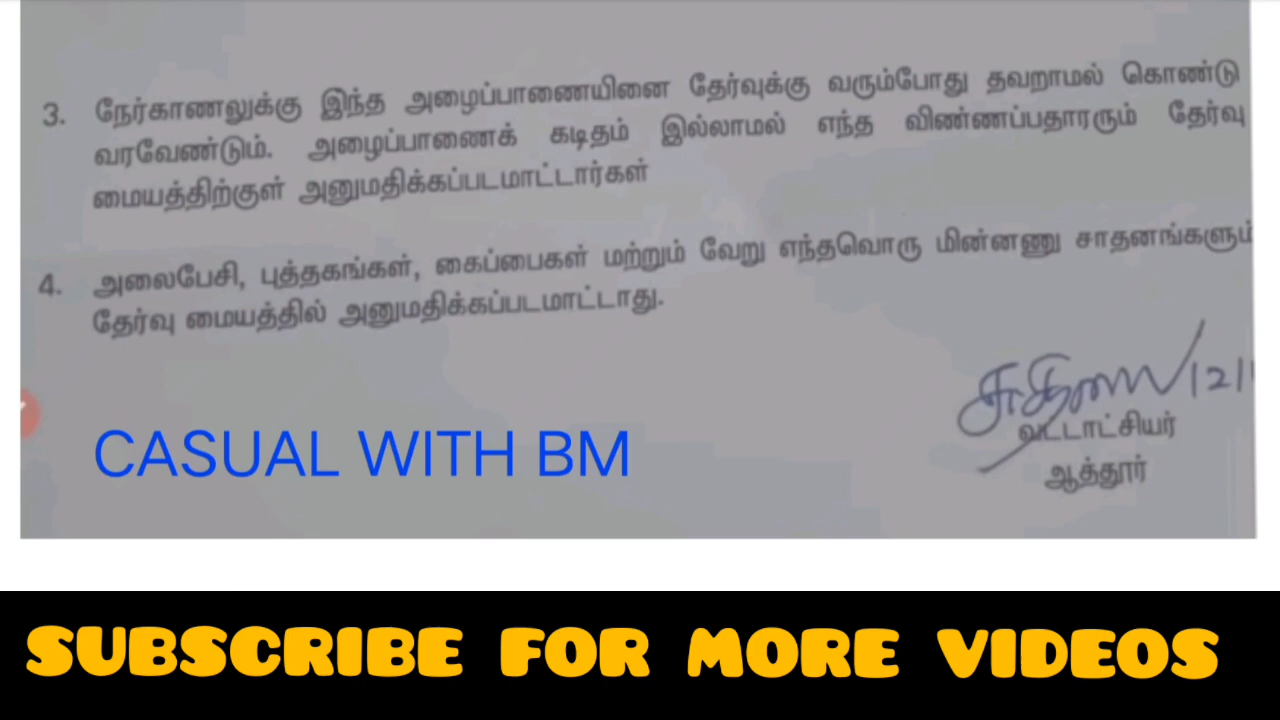 3. நேர்காணலுக்கு இந்த அழைப்பாணையினை தேர்வுக்கு வரும்போது தவறாமல் கொண்டு
வரவேண்டும். அழைப்பாணைக் கடிதம் இல்லாமல் எந்த விண்ணப்பதாரரும் தேர்வு
மையத்திற்குள் அனுமதிக்கப்படமாட்டார்கள்
4. அலைபேசி, புத்தகங்கள், கைப்பைகள் மற்றும் வேறு எந்தவொரு மின்னணு சாதனங்களும்
தேர்வு மையத்தில் அனுமதிக்கப்படமாட்டாது.
வட்டாட்சியர்
ஆத்தூர்
CASUAL WITH BM
SUBSCRIBE FOR MORE VIDEOS